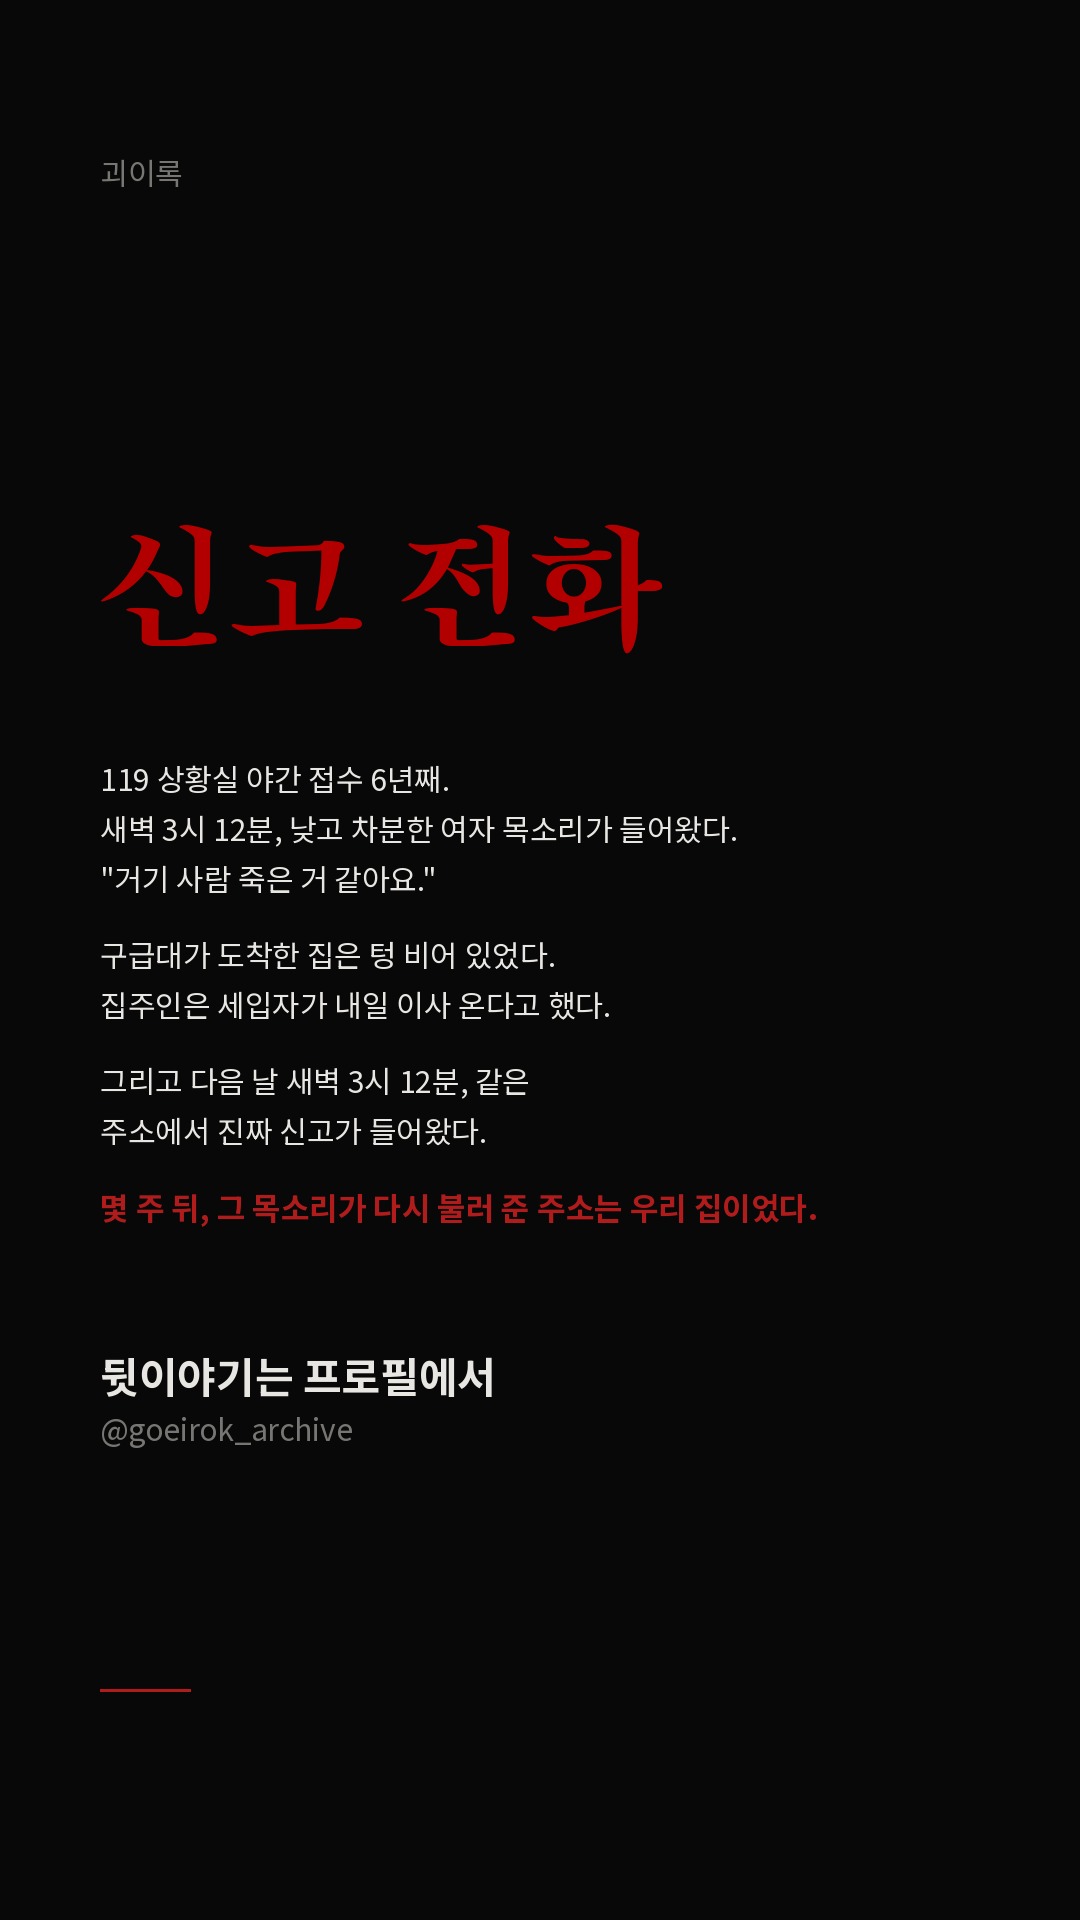 괴이록
신고 전화
119 상황실 야간 접수 6년째.
새벽 3시 12분, 낮고 차분한 여자 목소리가 들어왔다.
"거기 사람 죽은 거 같아요."
구급대가 도착한 집은 텅 비어 있었다.
집주인은 세입자가 내일 이사 온다고 했다.
그리고 다음 날 새벽 3시 12분, 같은
주소에서 진짜 신고가 들어왔다.
몇 주 뒤, 그 목소리가 다시 불러 준 주소는 우리 집이었다.
뒷이야기는 프로필에서
@goeirok_archive